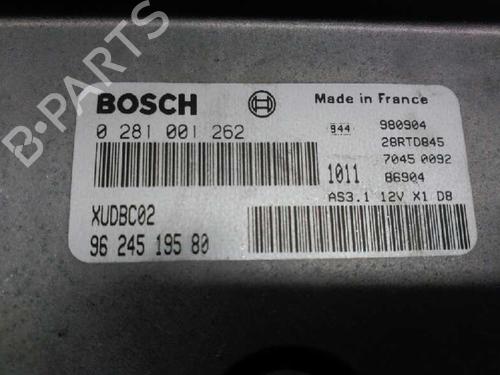 BOSCH Made in France
0 281 001 262 944 980904
28RTD845
7045 0092
1011 86904
AS3.1 12V X1 D8
XUDBC02
96 245 195 80
B-PARTS